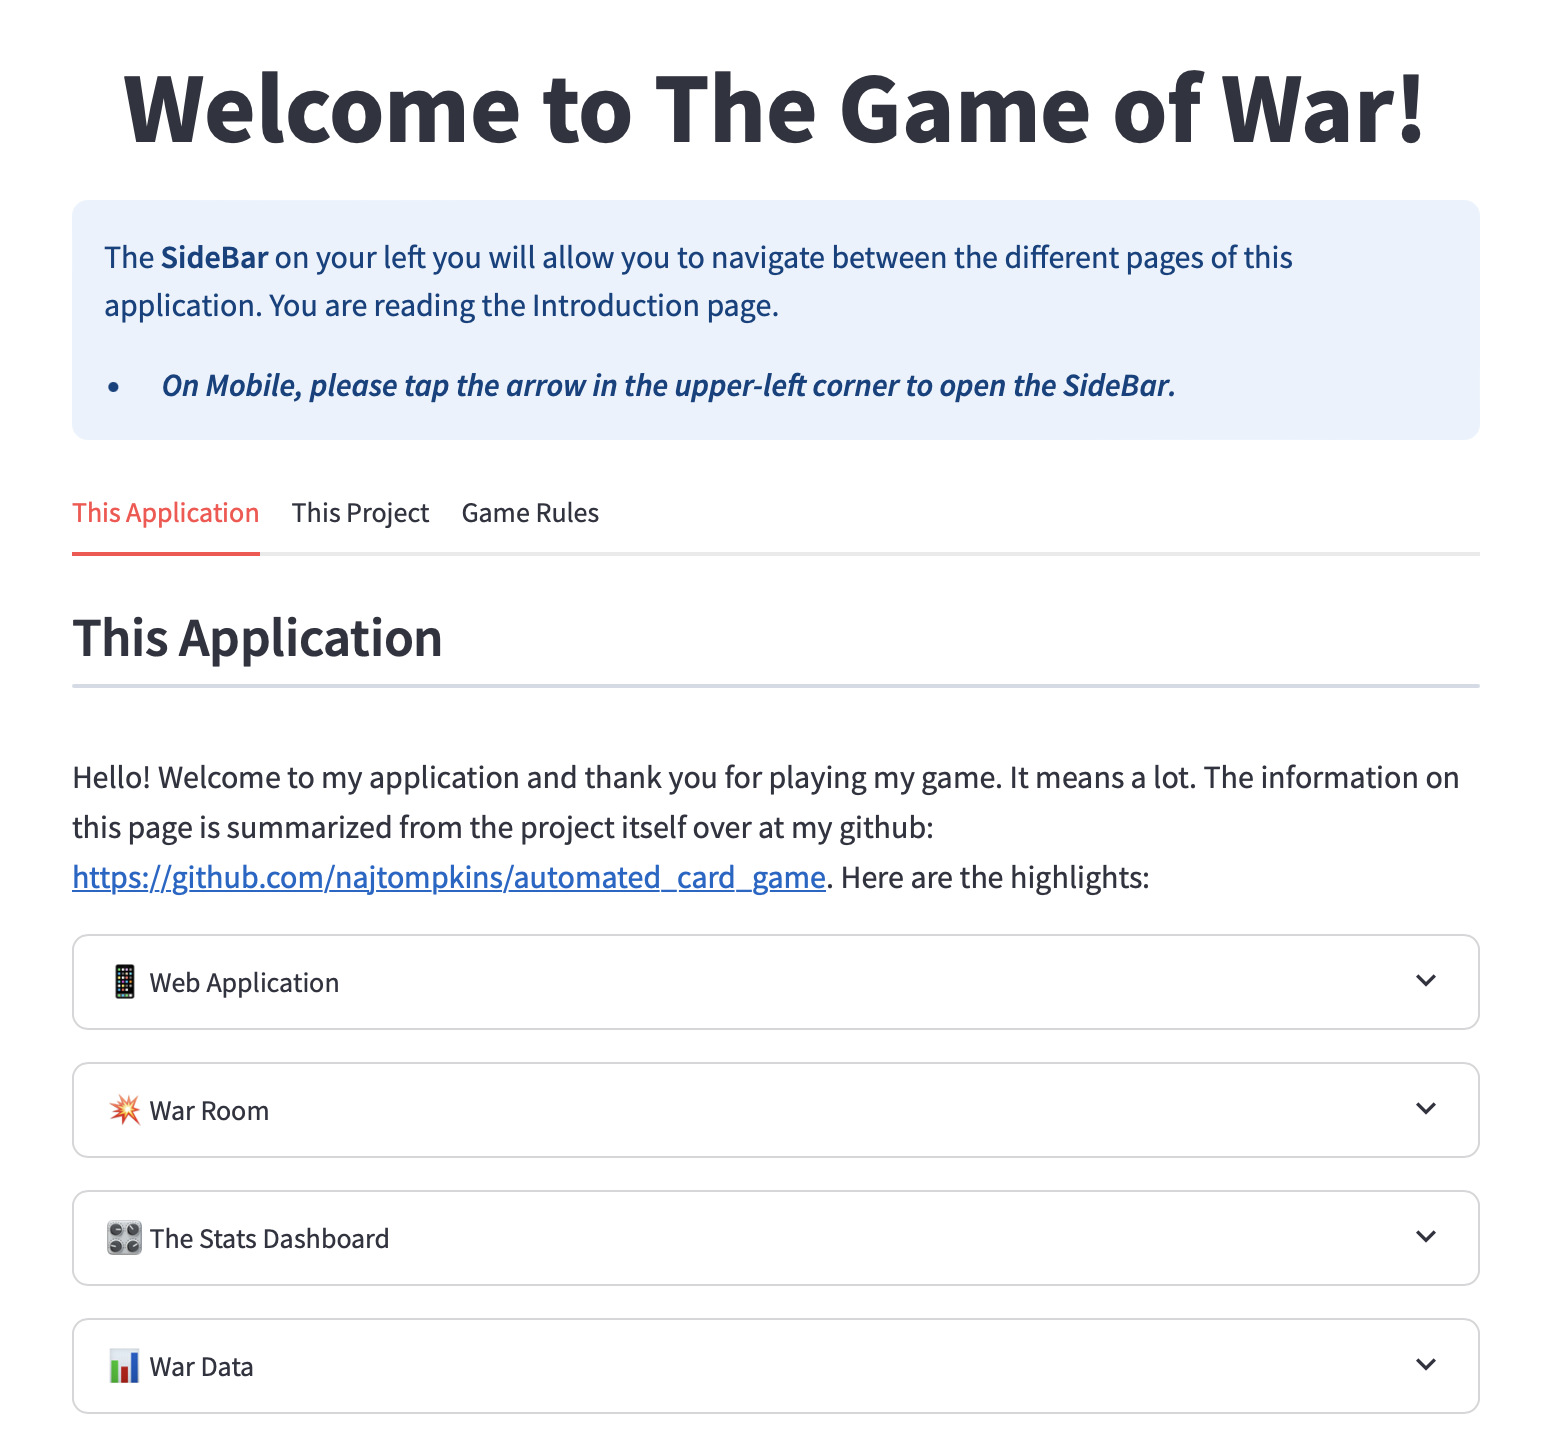 Welcome to The Game of War!
The SideBar on your left you will allow you to navigate between the different pages of this
application. You are reading the Introduction page.
• On Mobile, please tap the arrow in the upper-left corner to open the SideBar.
This Application This Project Game Rules
This Application
Hello! Welcome to my application and thank you for playing my game. It means a lot. The information on
this page is summarized from the project itself over at my github:
https://github.com/najtompkins/automated_card_game. Here are the highlights:
Web Application
War Room
The Stats Dashboard
War Data